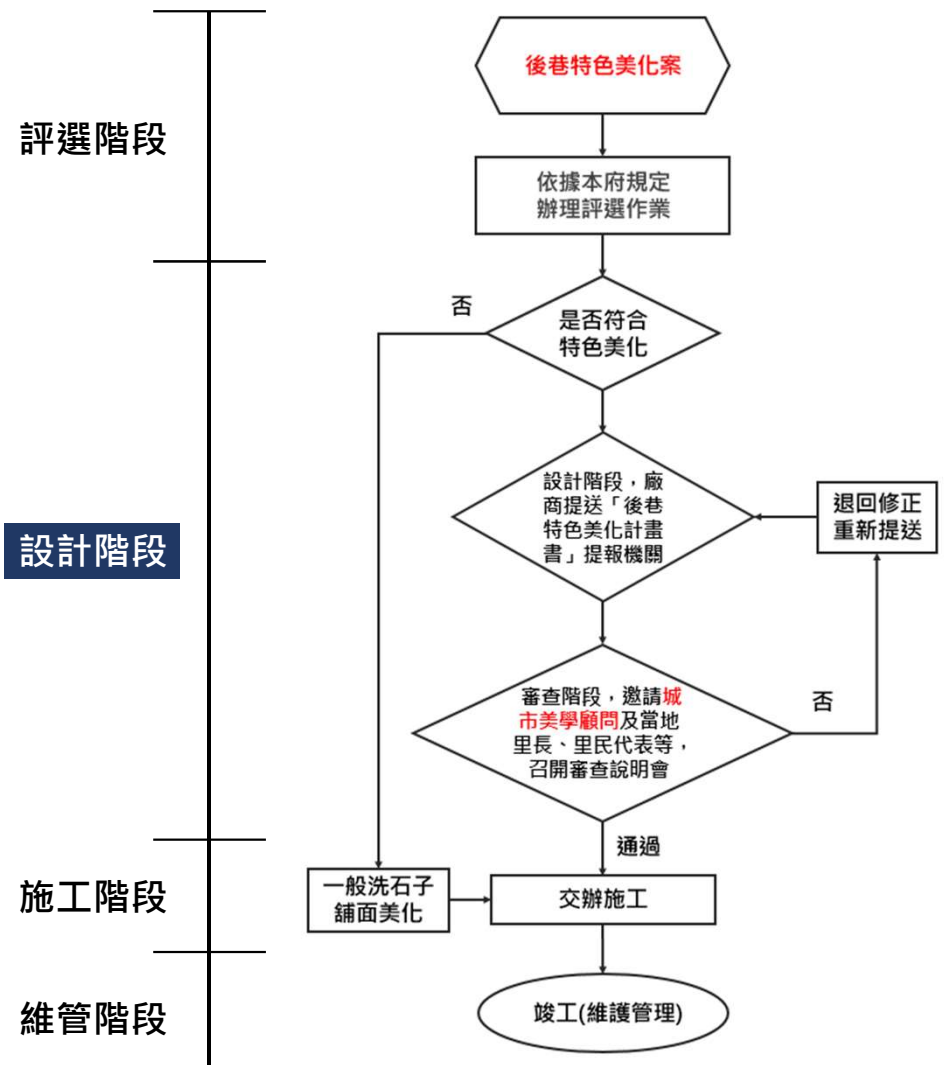 評選階段
後巷特色美化案
依據本府規定
辦理評選作業
設計階段
否
是否符合
特色美化
設計階段，廠
商提送「後巷
特色美化計畫
書」提報機關
退回修正
重新提送
審查階段，邀請城
市美學顧問及當地
里長、里民代表等，
召開審查說明會
否
通過
施工階段
一般洗石子
舖面美化
交辦施工
維管階段
竣工(維護管理)